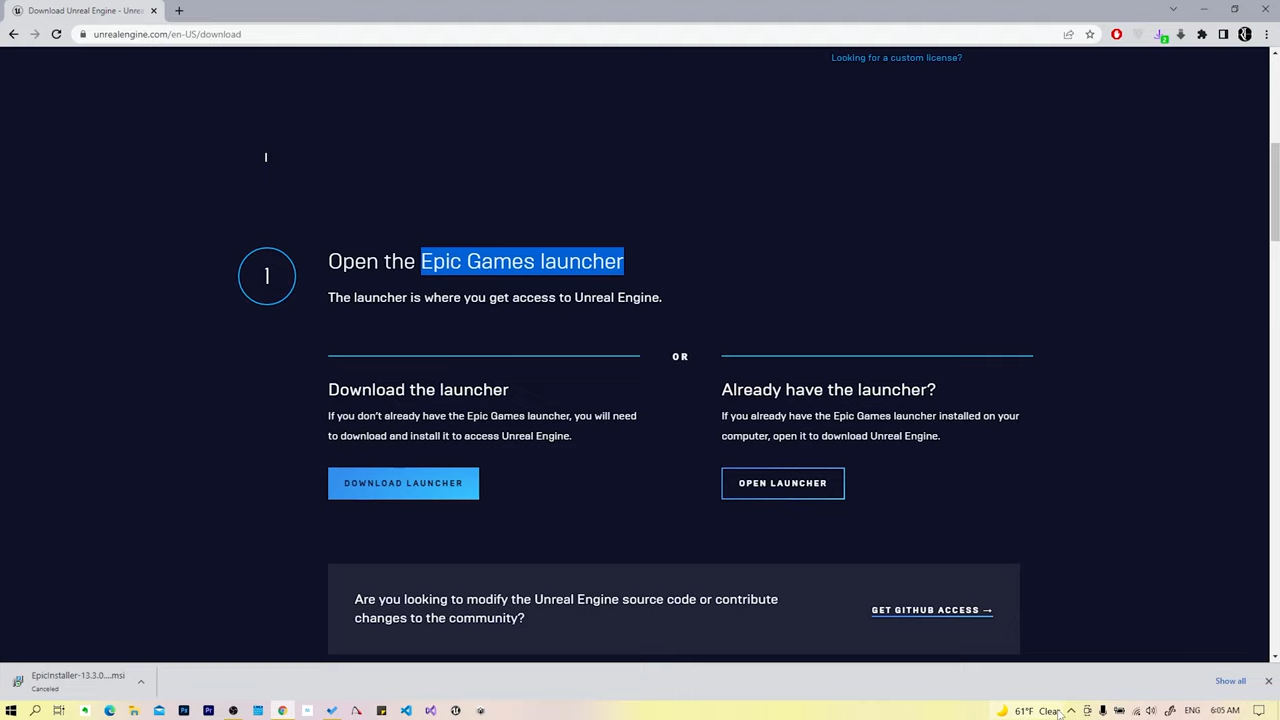 Download Unreal Engine - Unrea
unrealengine.com/en-US/download
2
Looking for a custom license?
1
Open the Epic Games launcher
The launcher is where you get access to Unreal Engine.
OR
Download the launcher
If you don't already have the Epic Games launcher, you will need
to download and install it to access Unreal Engine.
DOWNLOAD LAUNCHER
Already have the launcher?
If you already have the Epic Games launcher installed on your
computer, open it to download Unreal Engine.
OPEN LAUNCHER
Are you looking to modify the Unreal Engine source code or contribute
changes to the community?
GET GITHUB ACCESS →
EpicInstaller-13.3.0....msi
Canceled
Show all
Ps
Pr
61°F Clear
ENG
6:05 AM